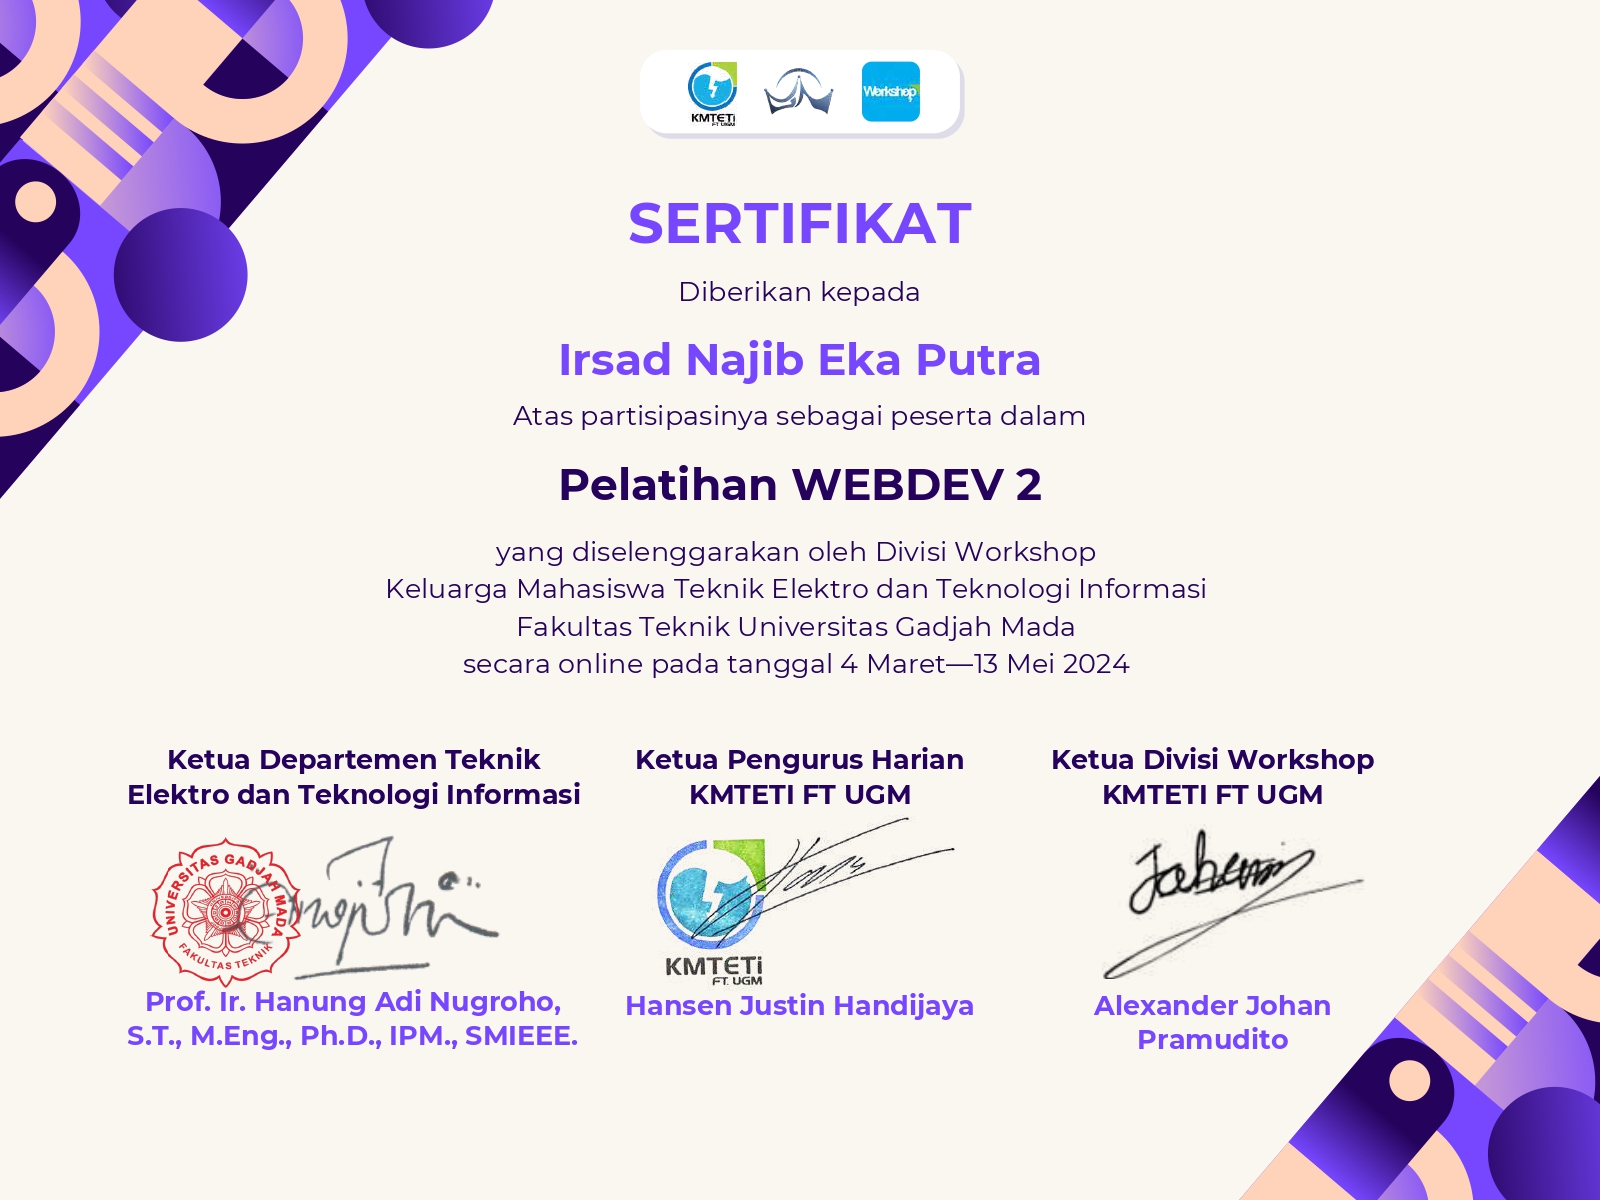 KMTETi
FT UGM
Workshop
SERTIFIKAT
Diberikan kepada
Irsad Najib Eka Putra
Atas partisipasinya sebagai peserta dalam
Pelatihan WEBDEV 2
yang diselenggarakan oleh Divisi Workshop
Keluarga Mahasiswa Teknik Elektro dan Teknologi Informasi
Fakultas Teknik Universitas Gadjah Mada
secara online pada tanggal 4 Maret—13 Mei 2024
Ketua Departemen Teknik
Elektro dan Teknologi Informasi
UNIVERSITAS GADJAH MADA
FAKULTAS TEKNIK
Prof. Ir. Hanung Adi Nugroho,
S.T., M.Eng., Ph.D., IPM., SMIEEE.
Ketua Pengurus Harian
KMTETI FT UGM
KMTETi
FT. UGM
Hansen Justin Handijaya
Ketua Divisi Workshop
KMTETI FT UGM
Alexander Johan
Pramudito